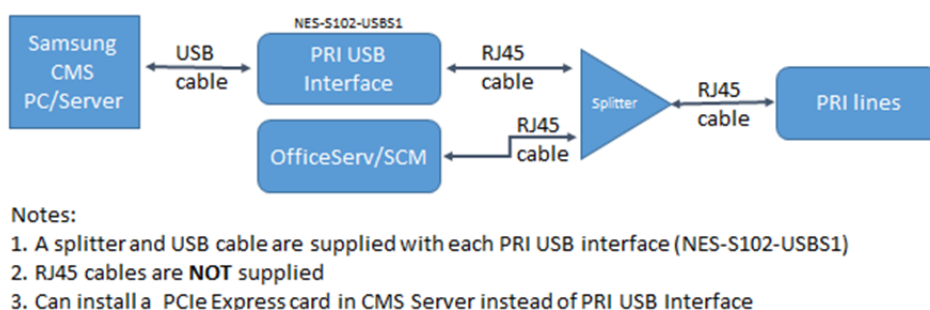 NES-S102-USBS1
Samsung
CMS
PC/Server
USB
cable
PRI USB
Interface
RJ45
cable
Splitter
RJ45
cable
PRI lines
OfficeServ/SCM
RJ45
cable
Notes:
1. A splitter and USB cable are supplied with each PRI USB interface (NES-S102-USBS1)
2. RJ45 cables are NOT supplied
3. Can install a PCIe Express card in CMS Server instead of PRI USB Interface